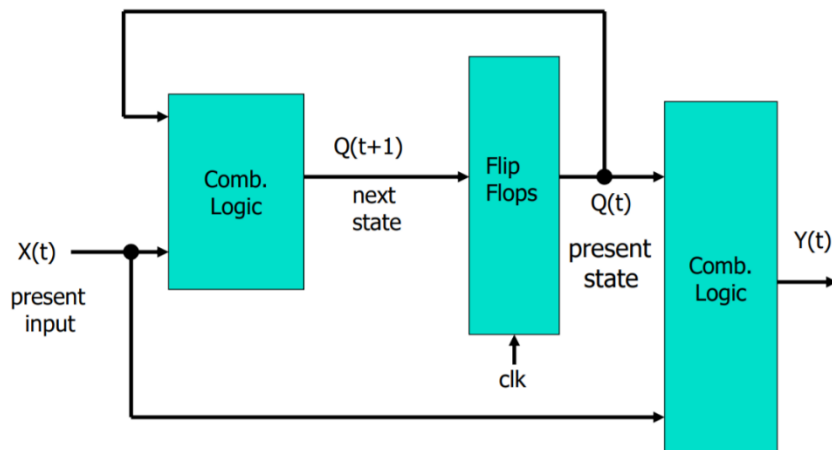 X(t)
present
input
Comb.
Logic
Q(t+1)
next
state
Flip
Flops
clk
Q(t)
present
state
Comb.
Logic
Y(t)